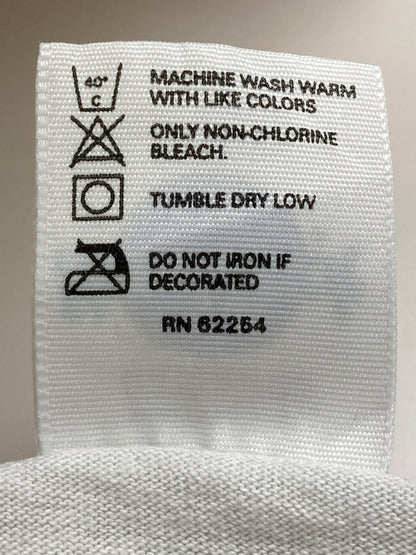 40°
C
MACHINE WASH WARM
WITH LIKE COLORS
ONLY NON-CHLORINE
BLEACH.
TUMBLE DRY LOW
DO NOT IRON IF
DECORATED
RN 62254